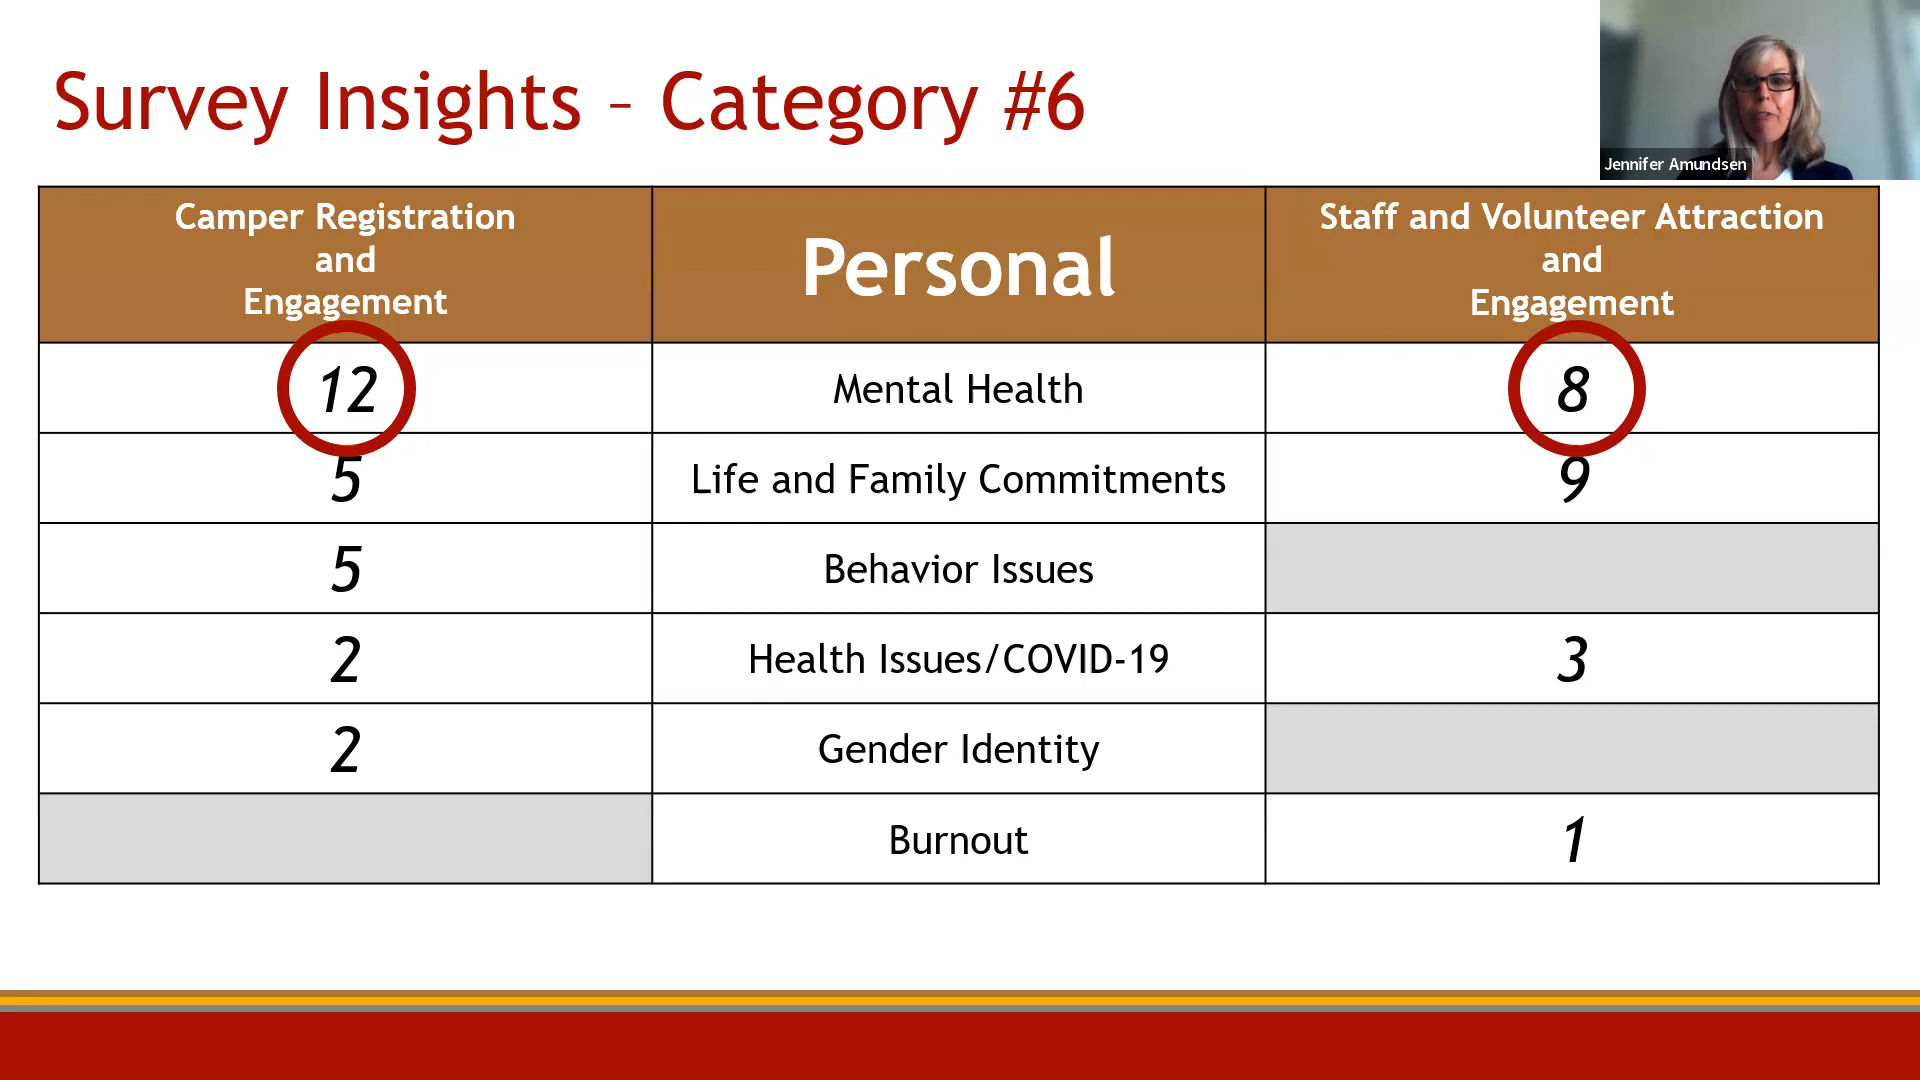 Survey Insights – Category #6
Jennifer Amundsen
Camper Registration
and
Engagement
Personal
Staff and Volunteer Attraction
and
Engagement
12
Mental Health
8
5
Life and Family Commitments
9
5
Behavior Issues
2
Health Issues/COVID-19
3
2
Gender Identity
Burnout
1